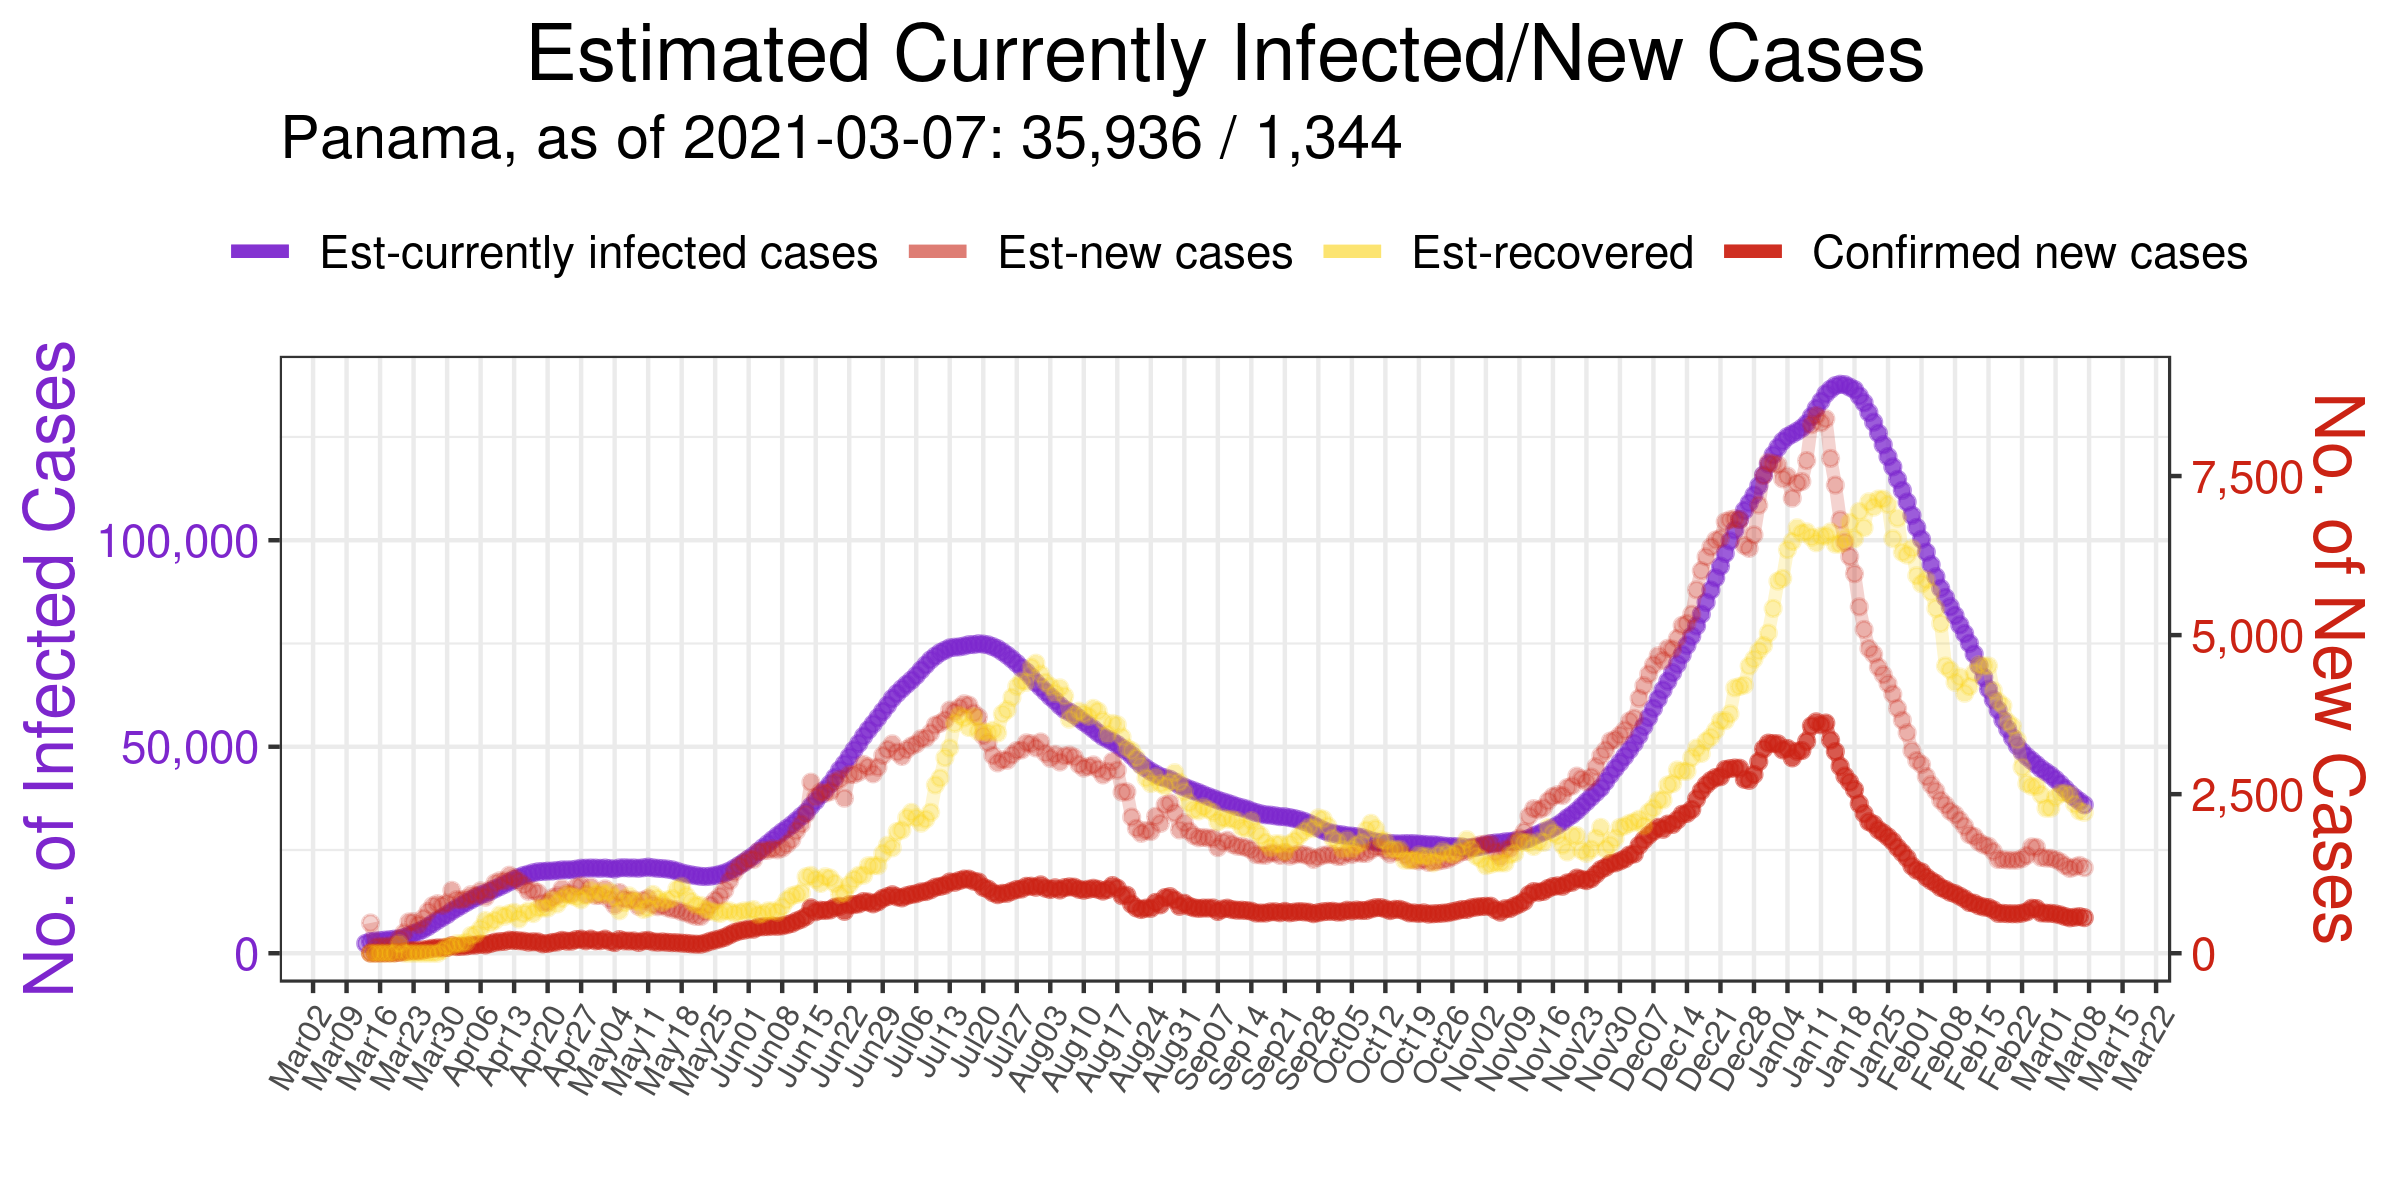 Estimated Currently Infected/New Cases
Panama, as of 2021-03-07: 35,936 / 1,344
Est-currently infected cases Est-new cases Est-recovered Confirmed new cases
No. of Infected Cases
100,000
50,000
0
7,500
5,000
2,500
0
No. of New Cases
Mar02 Mar09 Mar16 Mar23 Mar30 Apr06 Apr13 Apr20 Apr27 May04 May11 May18 May25 Jun01 Jun08 Jun15 Jun22 Jun29 Jul06 Jul13 Jul20 Jul27 Aug03 Aug10 Aug17 Aug24 Aug31 Sep07 Sep14 Sep21 Sep28 Oct05 Oct12 Oct19 Oct26 Nov02 Nov09 Nov16 Nov23 Nov30 Dec07 Dec14 Dec21 Dec28 Jan04 Jan11 Jan18 Jan25 Feb01 Feb08 Feb15 Feb22 Mar01 Mar08 Mar15 Mar22